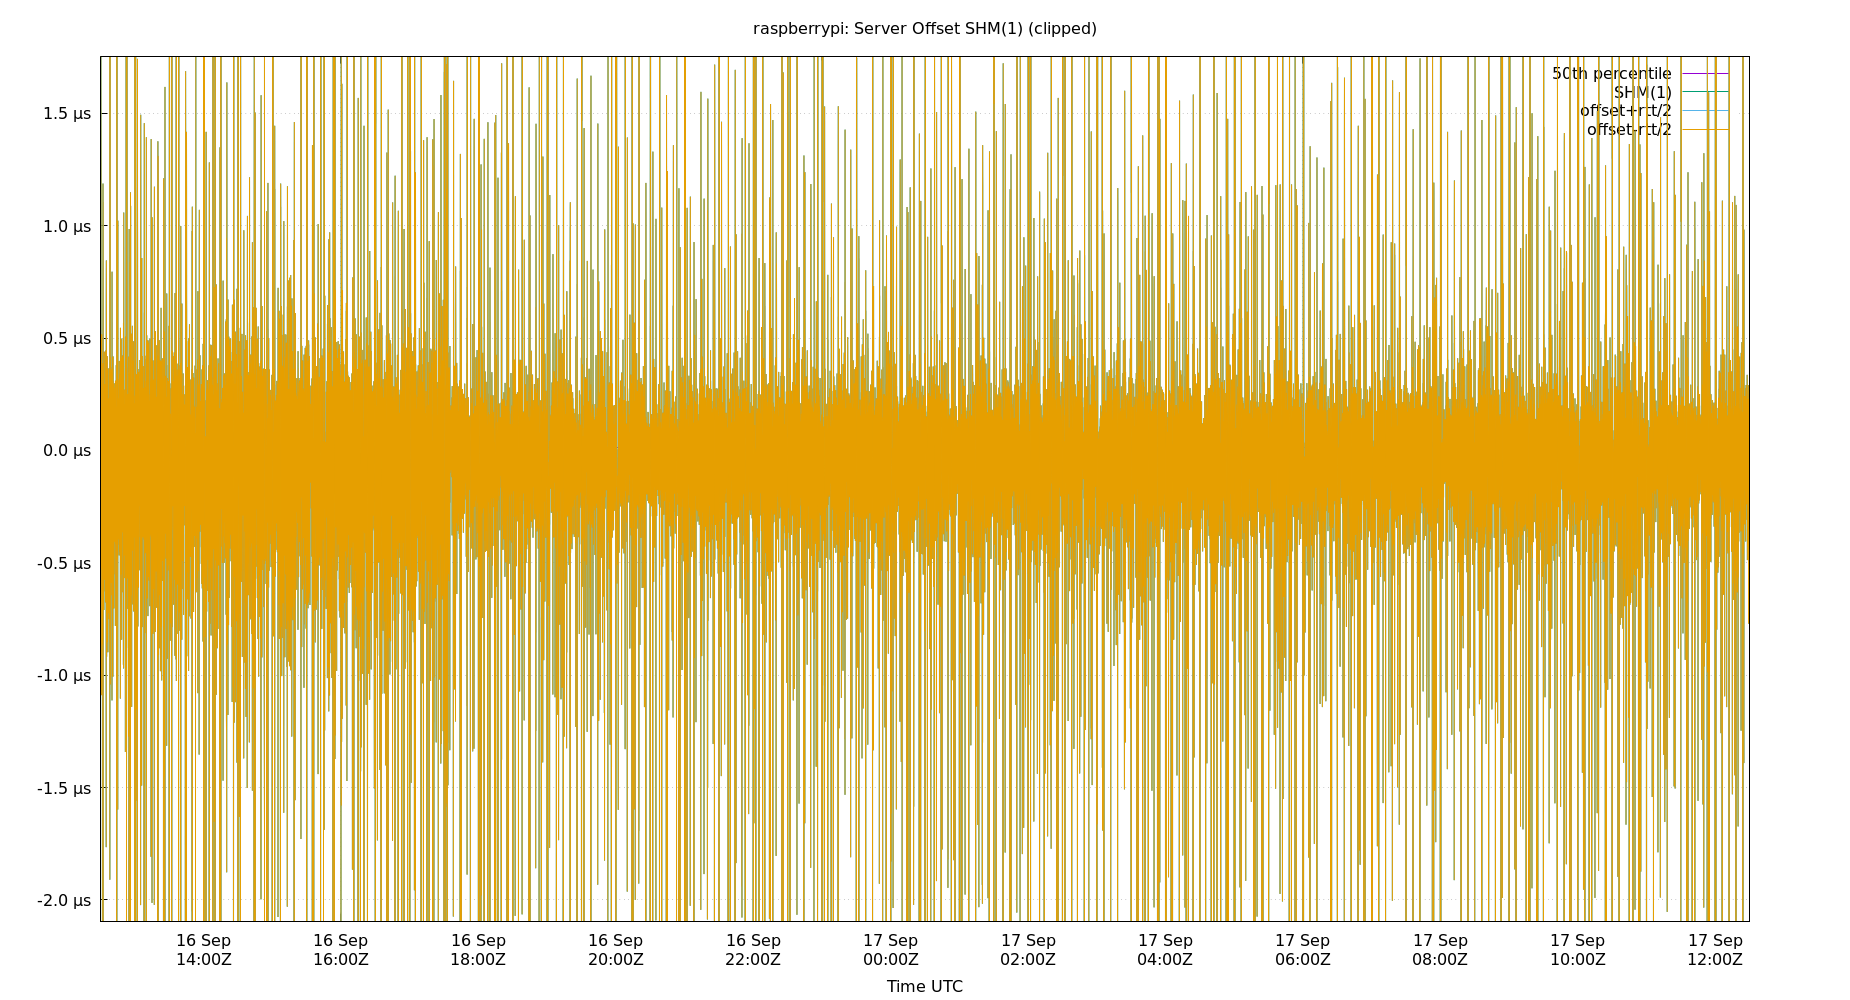 raspberrypi: Server Offset SHM(1) (clipped)
50th percentile
SHM(1)
offset+rtt/2
offset-rtt/2
1.5 µs
1.0 µs
0.5 µs
0.0 µs
-0.5 µs
-1.0 µs
-1.5 µs
-2.0 µs
16 Sep 16 Sep 16 Sep 16 Sep 16 Sep 17 Sep 17 Sep 17 Sep 17 Sep 17 Sep 17 Sep 17 Sep
14:00Z 16:00Z 18:00Z 20:00Z 22:00Z 00:00Z 02:00Z 04:00Z 06:00Z 08:00Z 10:00Z 12:00Z
Time UTC